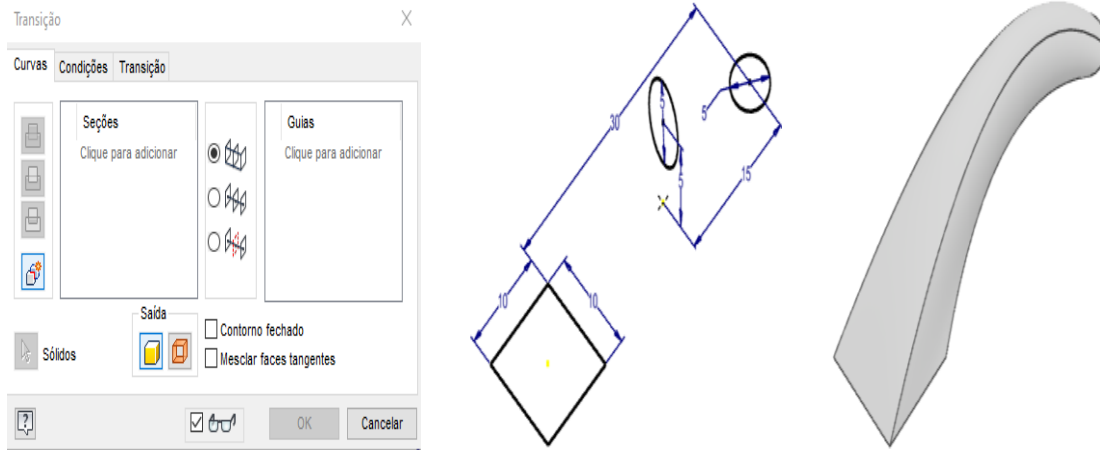 Transição
Curvas Condições Transição
Seções
Clique para adicionar
Guias
Clique para adicionar
Saída
Sólidos
Contorno fechado
Mesclar faces tangentes
OK
Cancelar
30
5
5
5
15
10
10